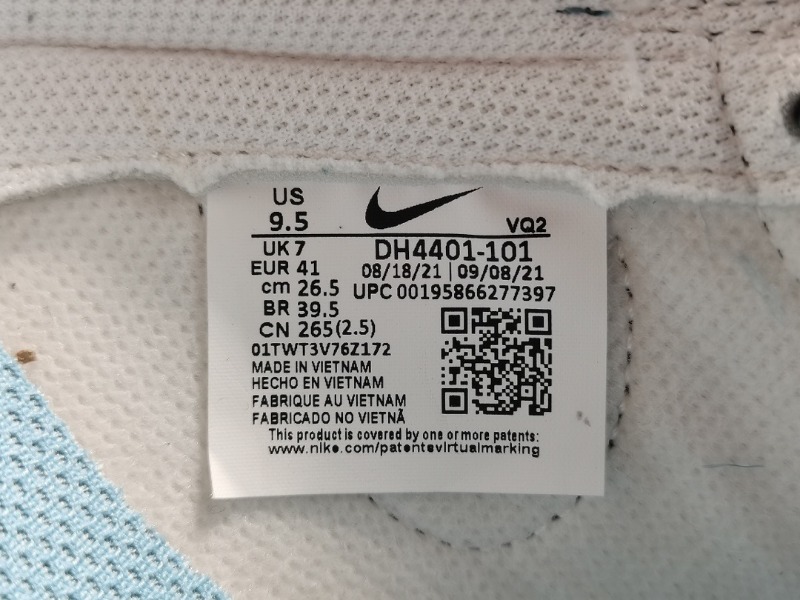 US
9.5
VQ2
UK 7
DH4401-101
EUR 41
08/18/21 | 09/08/21
cm 26.5
UPC 00195866277397
BR 39.5
CN 265(2.5)
01TWT3V76Z172
MADE IN VIETNAM
HECHO EN VIETNAM
FABRIQUE AU VIETNAM
FABRICADO NO VIETNÃ
This product is covered by one or more patents:
www.nike.com/patentsvirtualmarking